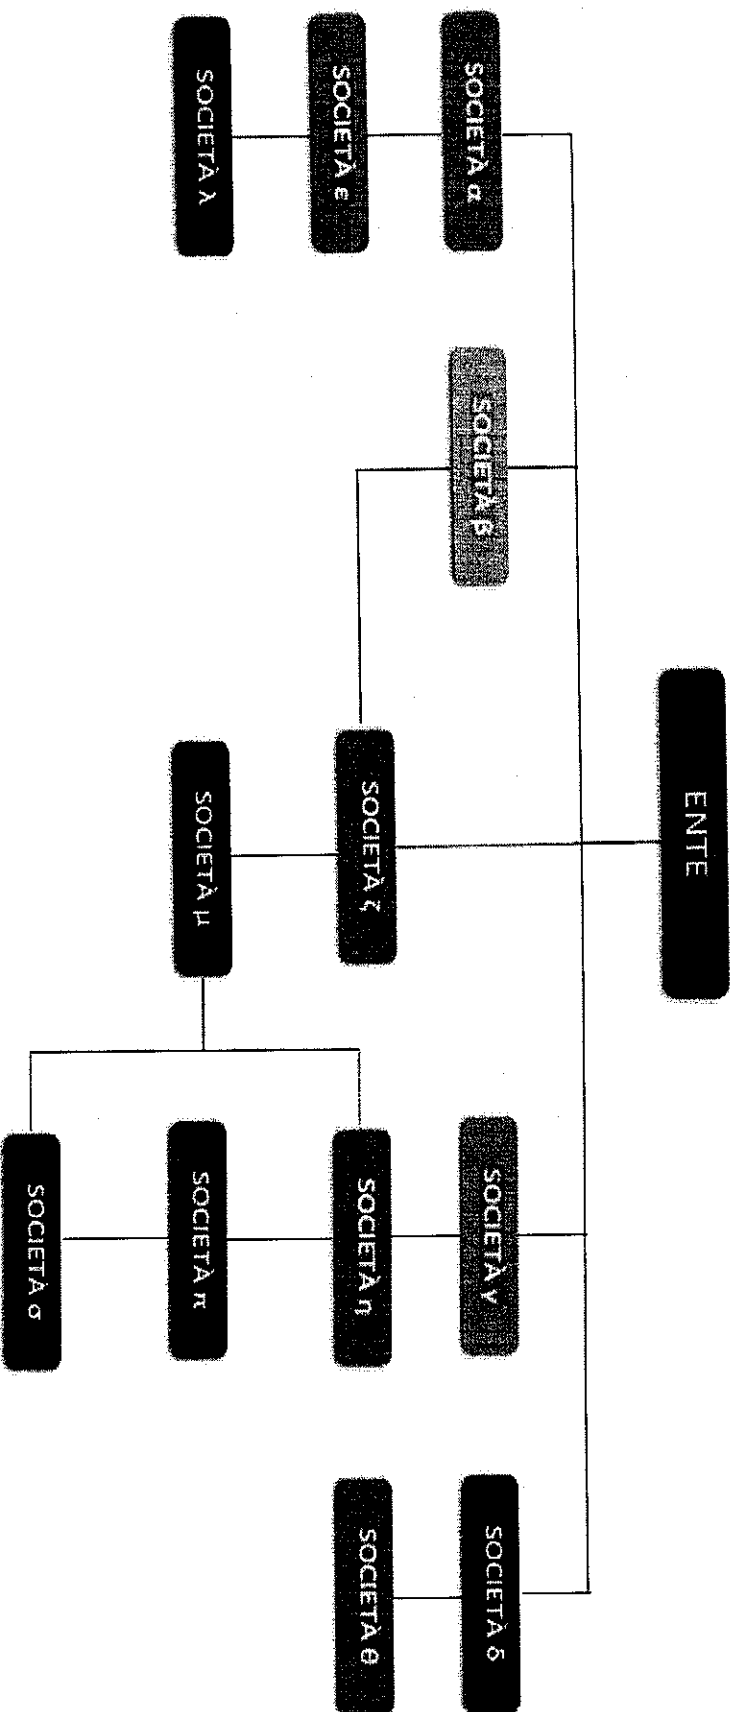 ENTE
SOCIETÀ α
SOCIETÀ β
SOCIETÀ γ
SOCIETÀ δ
SOCIETÀ ε
SOCIETÀ ζ
SOCIETÀ η
SOCIETÀ θ
SOCIETÀ λ
SOCIETÀ μ
SOCIETÀ π
SOCIETÀ σ